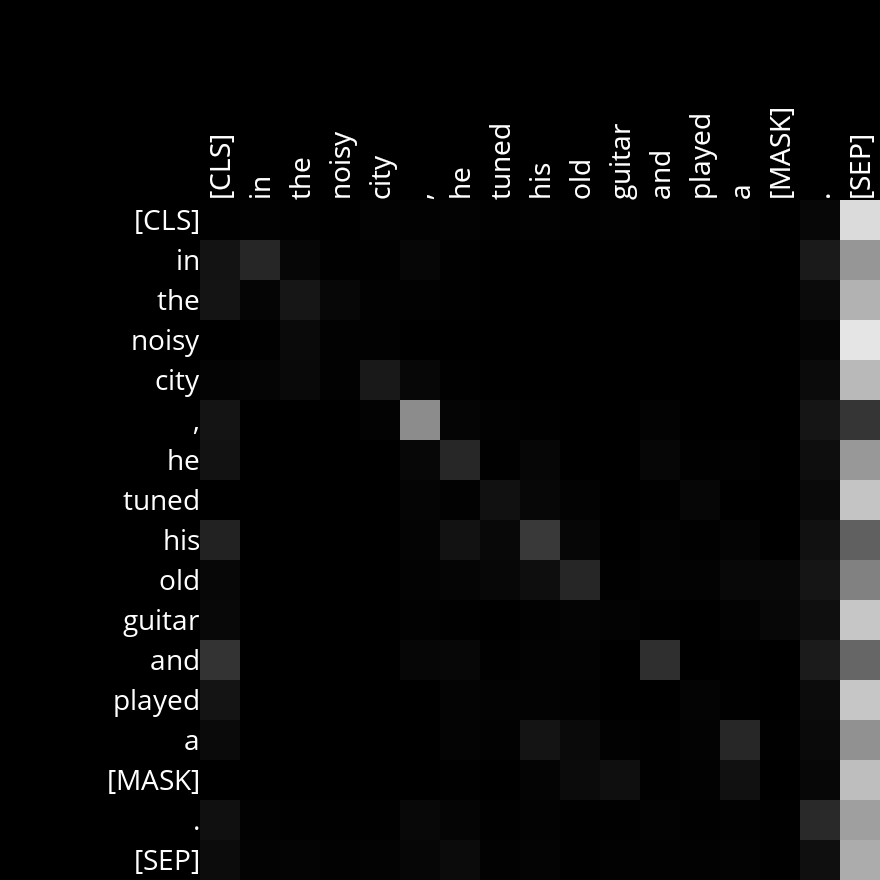 [CLS] in the noisy city , he tuned his old guitar and played a [MASK] . [SEP]
[CLS]
in
the
noisy
city
,
he
tuned
his
old
guitar
and
played
a
[MASK]
.
[SEP]